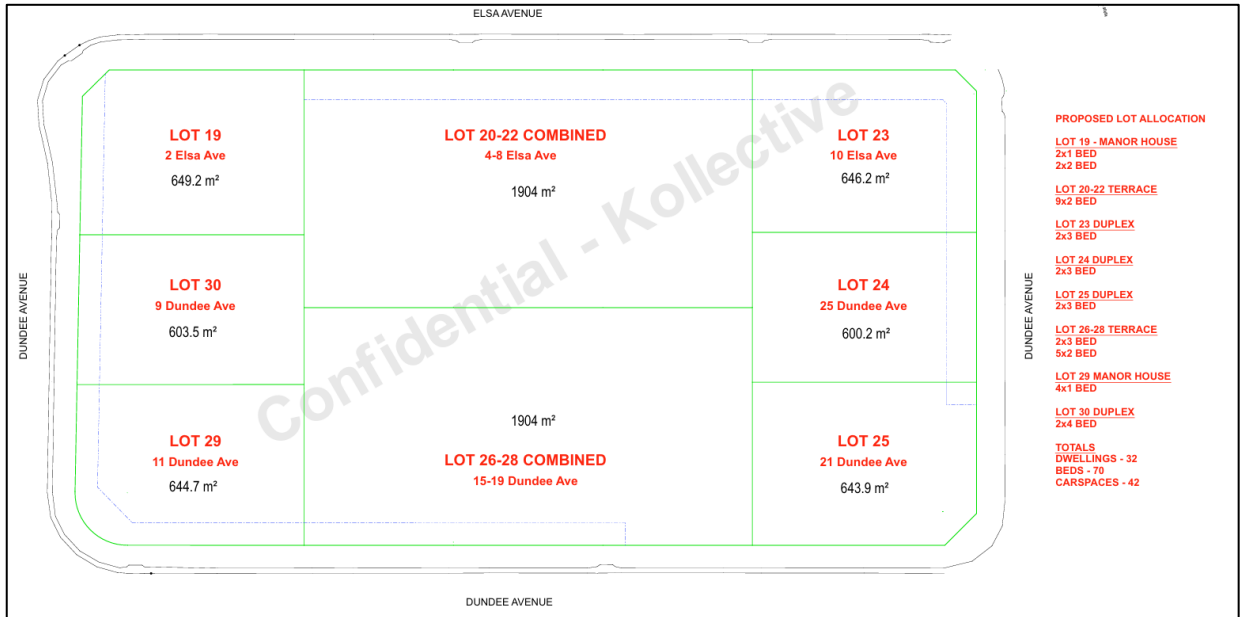 ELSA AVENUE
LOT 19
2 Elsa Ave
649.2 m²
LOT 20-22 COMBINED
4-8 Elsa Ave
1904 m²
LOT 23
10 Elsa Ave
646.2 m²
Confidential - Kollective
DUNDEE AVENUE
LOT 30
9 Dundee Ave
603.5 m²
LOT 24
25 Dundee Ave
600.2 m²
DUNDEE AVENUE
LOT 29
11 Dundee Ave
644.7 m²
1904 m²
LOT 26-28 COMBINED
15-19 Dundee Ave
LOT 25
21 Dundee Ave
643.9 m²
DUNDEE AVENUE
PROPOSED LOT ALLOCATION
LOT 19 - MANOR HOUSE
2x1 BED
2x2 BED
LOT 20-22 TERRACE
9x2 BED
LOT 23 DUPLEX
2x3 BED
LOT 24 DUPLEX
2x3 BED
LOT 25 DUPLEX
2x3 BED
LOT 26-28 TERRACE
2x3 BED
5x2 BED
LOT 29 MANOR HOUSE
4x1 BED
LOT 30 DUPLEX
2x4 BED
TOTALS
DWELLINGS - 32
BEDS - 70
CARSPACES - 42